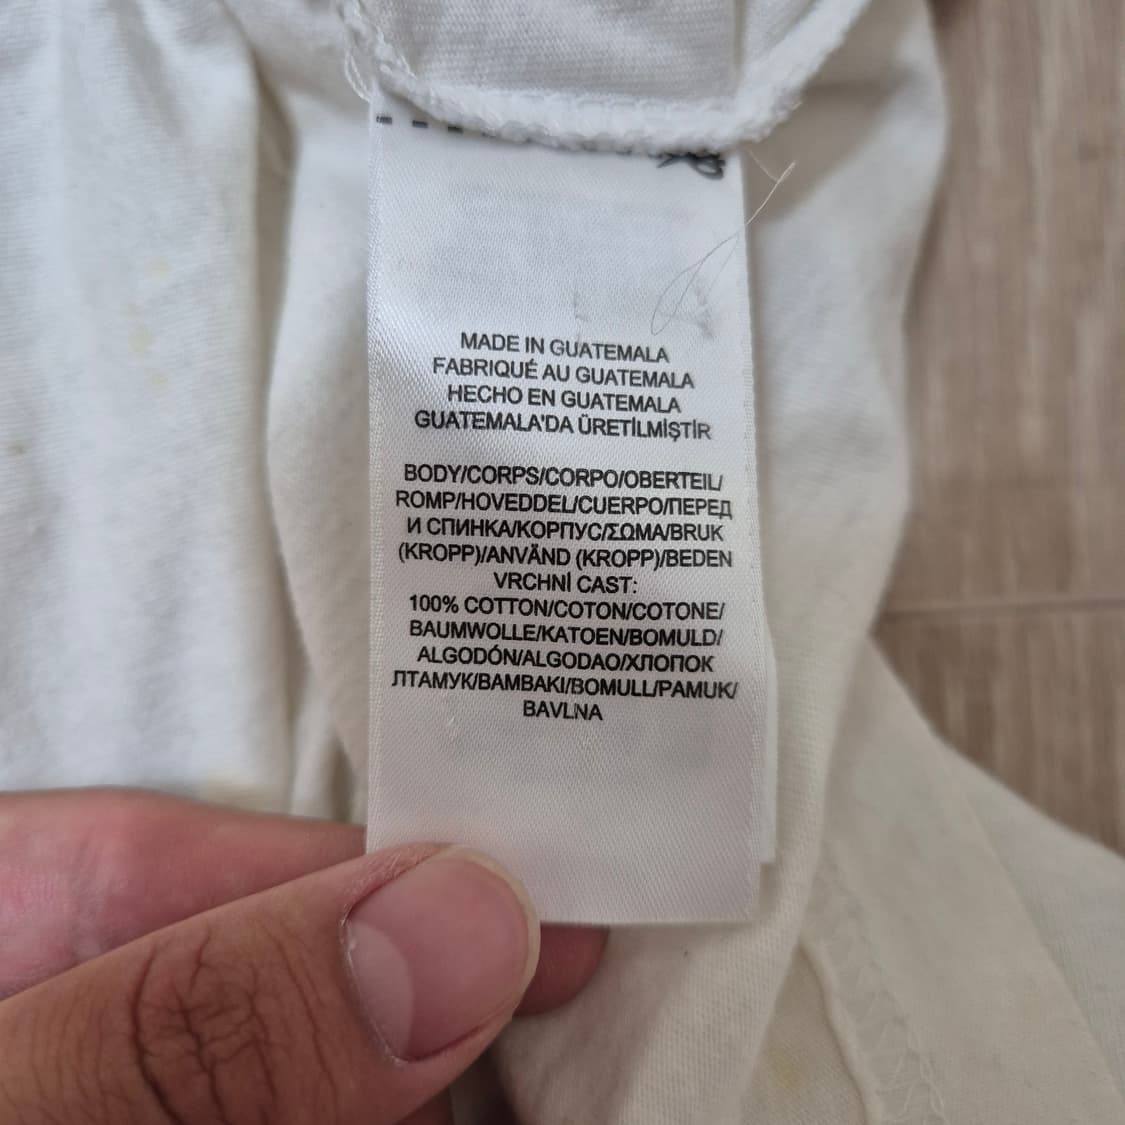 MADE IN GUATEMALA
FABRIQUÉ AU GUATEMALA
HECHO EN GUATEMALA
GUATEMALA'DA ÜRETİLMİŞTİR
BODY/CORPS/CORPO/OBERTEIL/
ROMP/HOVEDDEL/CUERPO/ПЕРЕД
И СПИНКА/КОРПУС/ΣΩΜΑ/BRUK
(KROPP)/ANVÄND (KROPP)/BEDEN
VRCHNÍ CAST:
100% COTTON/COTON/COTONE/
BAUMWOLLE/KATOEN/BOMULD/
ALGODÓN/ALGODAO/ХЛОПОК
ЛТАМУК/BAMBAKI/BOMULL/PAMUK/
BAVLNA